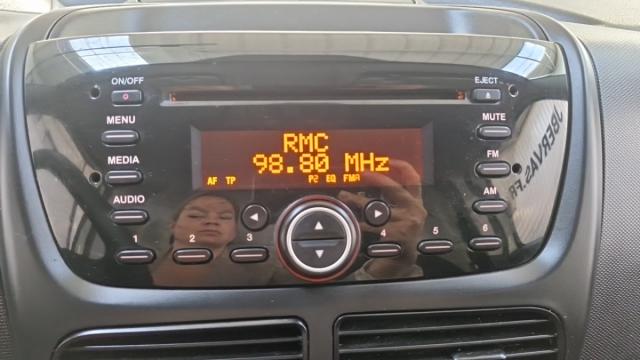 ON/OFF
EJECT
MENU
MUTE
RMC
98.80 MHz
MEDIA
FM
AF TP P2 EQ FMA
AUDIO
AM
1 2 3 4 5 6